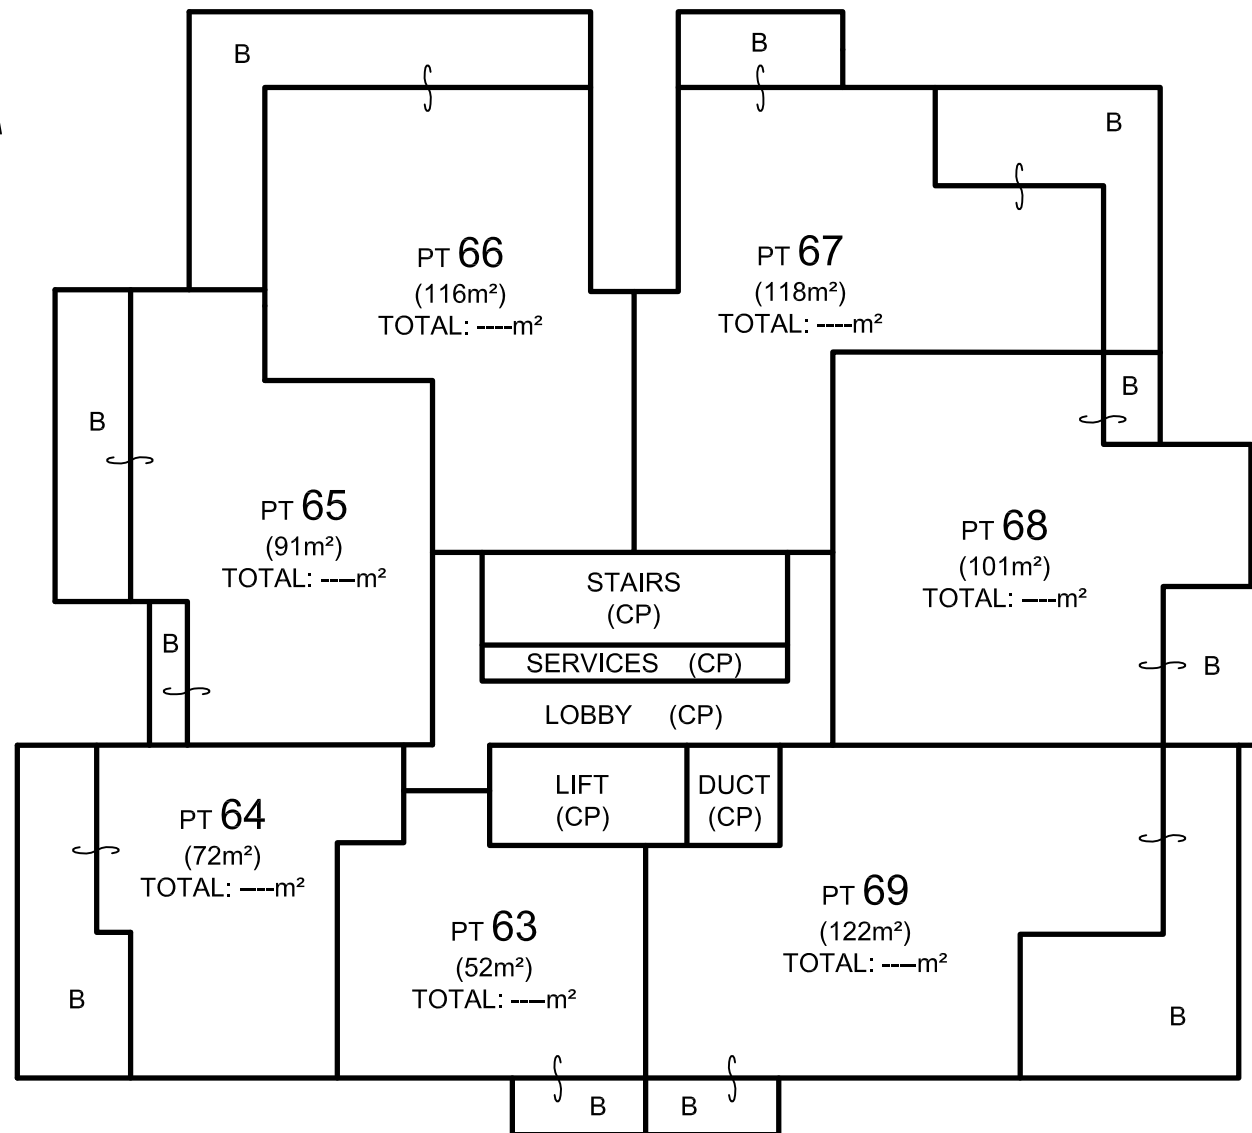 B
B
B
PT 66
(116m²)
TOTAL: ----m²
PT 67
(118m²)
TOTAL: ----m²
B
B
PT 65
(91m²)
TOTAL: ----m²
PT 68
(101m²)
TOTAL: ----m²
STAIRS
(CP)
B
SERVICES (CP)
B
LOBBY (CP)
LIFT
(CP)
DUCT
(CP)
PT 64
(72m²)
TOTAL: ----m²
PT 69
(122m²)
TOTAL: ----m²
PT 63
(52m²)
TOTAL: ----m²
B
B
B
B